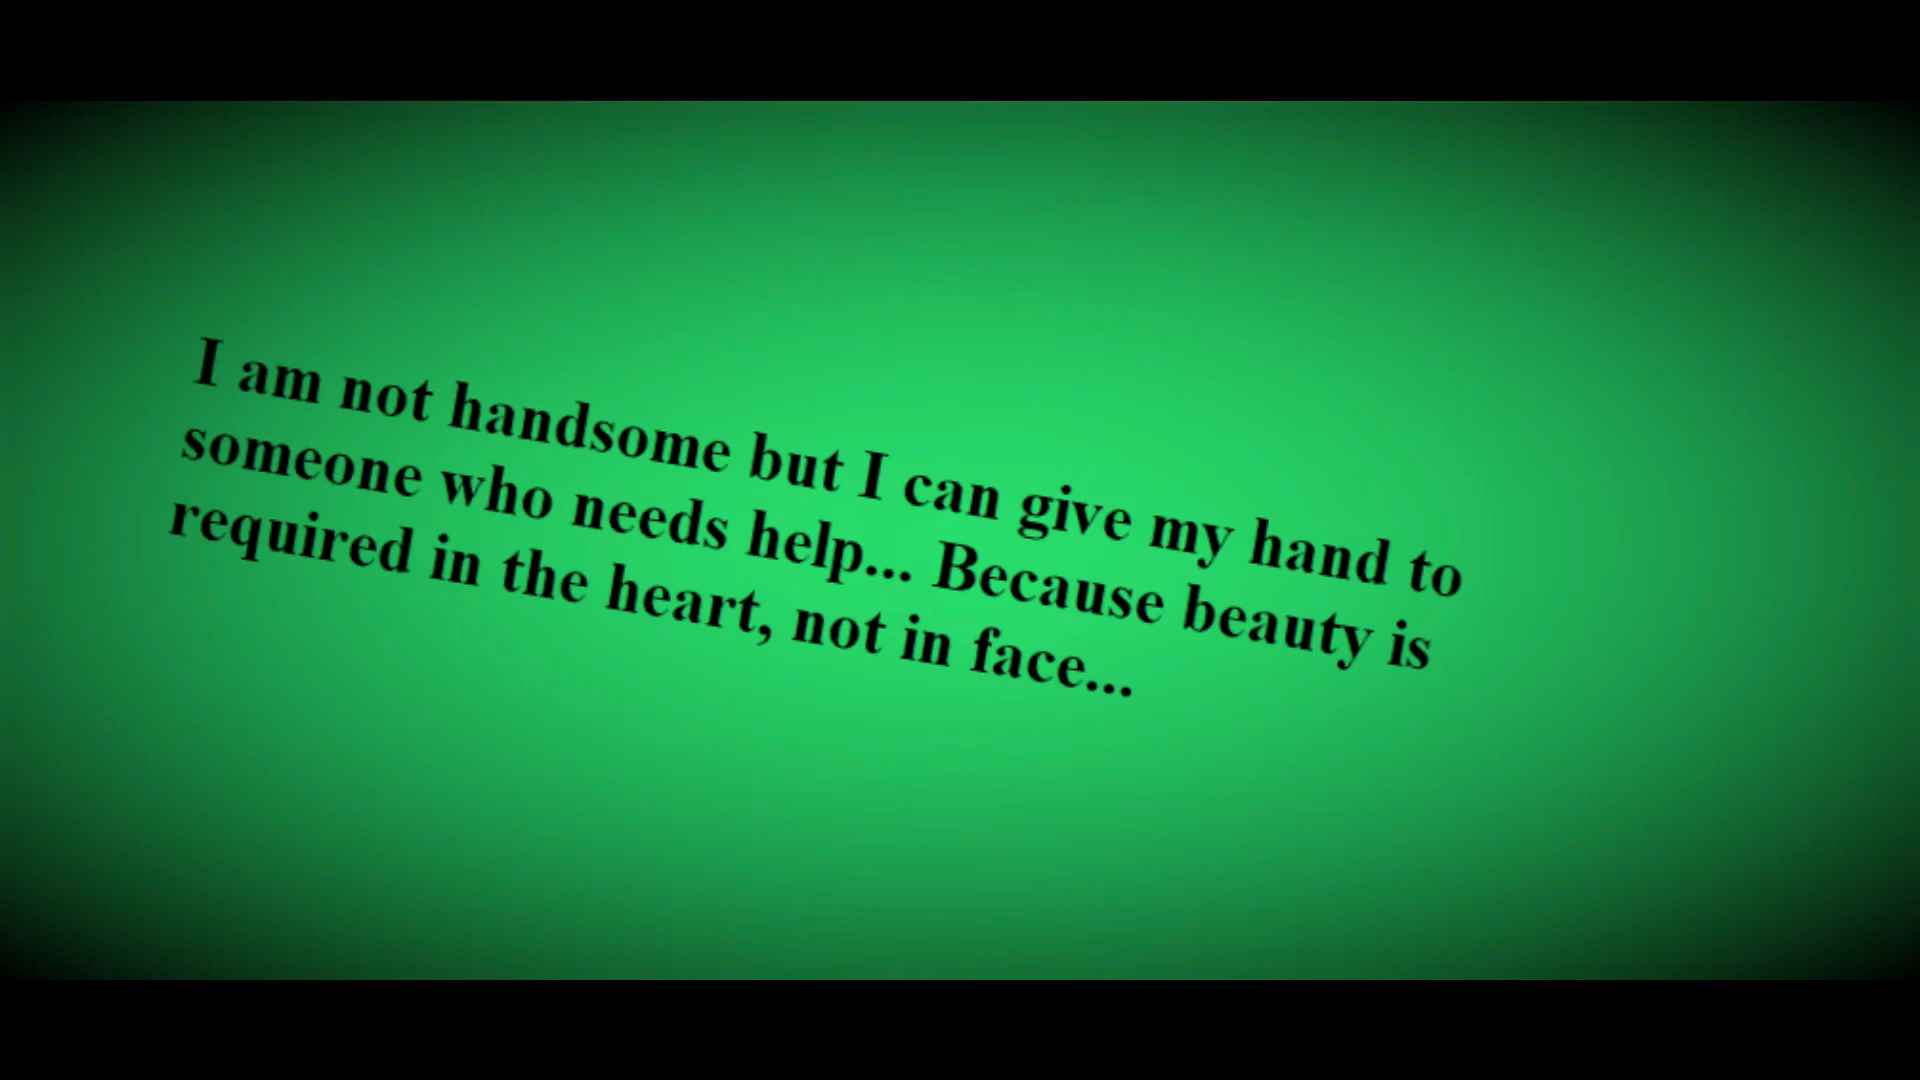 I am not handsome but I can give my hand to
someone who needs help... Because beauty is
required in the heart, not in face...